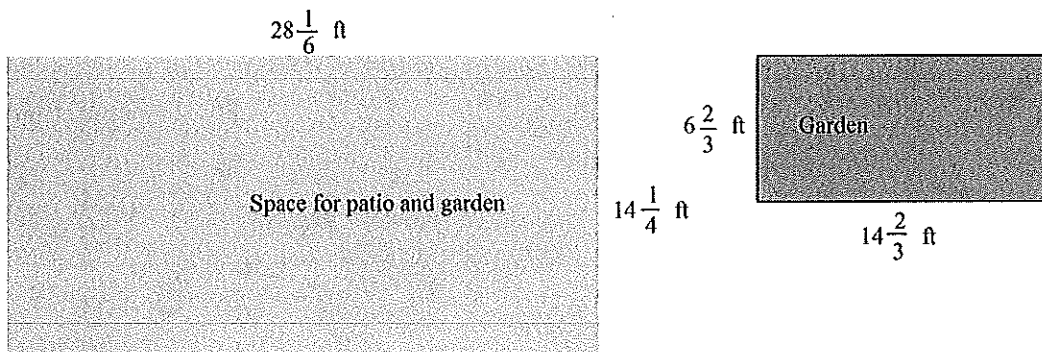 28 1/6 ft
Space for patio and garden
14 1/4 ft
6 2/3 ft
Garden
14 2/3 ft